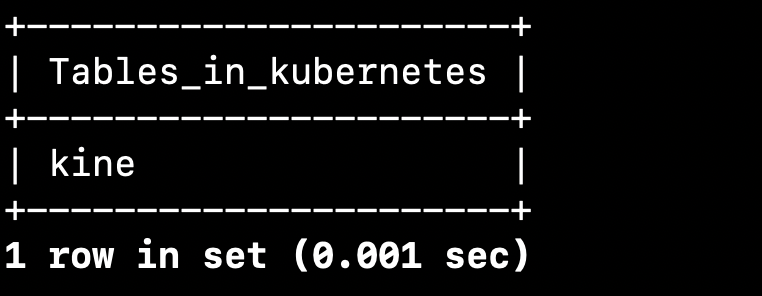 +----------------------+
| Tables_in_kubernetes |
+----------------------+
| kine                 |
+----------------------+
1 row in set (0.001 sec)